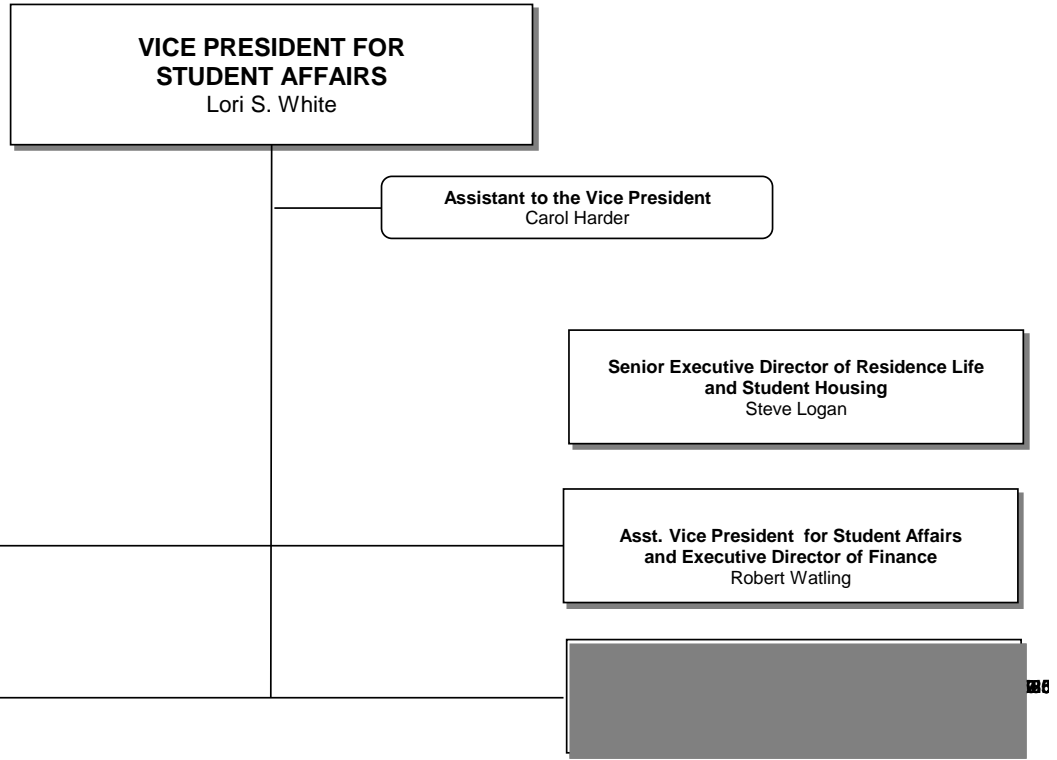 VICE PRESIDENT FOR
STUDENT AFFAIRS
Lori S. White
Assistant to the Vice President
Carol Harder
Senior Executive Director of Residence Life
and Student Housing
Steve Logan
Asst. Vice President for Student Affairs
and Executive Director of Finance
Robert Watling